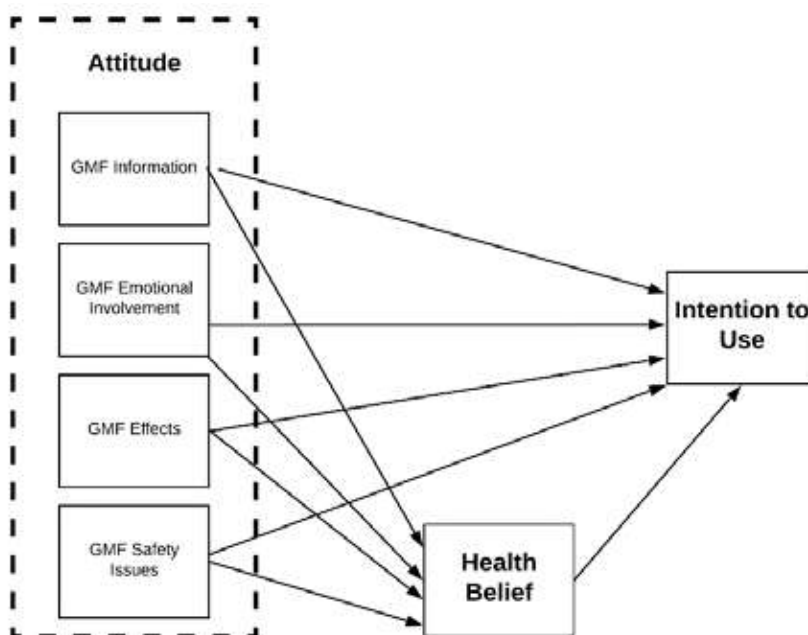 Attitude
GMF Information
GMF Emotional
Involvement
GMF Effects
GMF Safety
Issues
Intention to
Use
Health
Belief